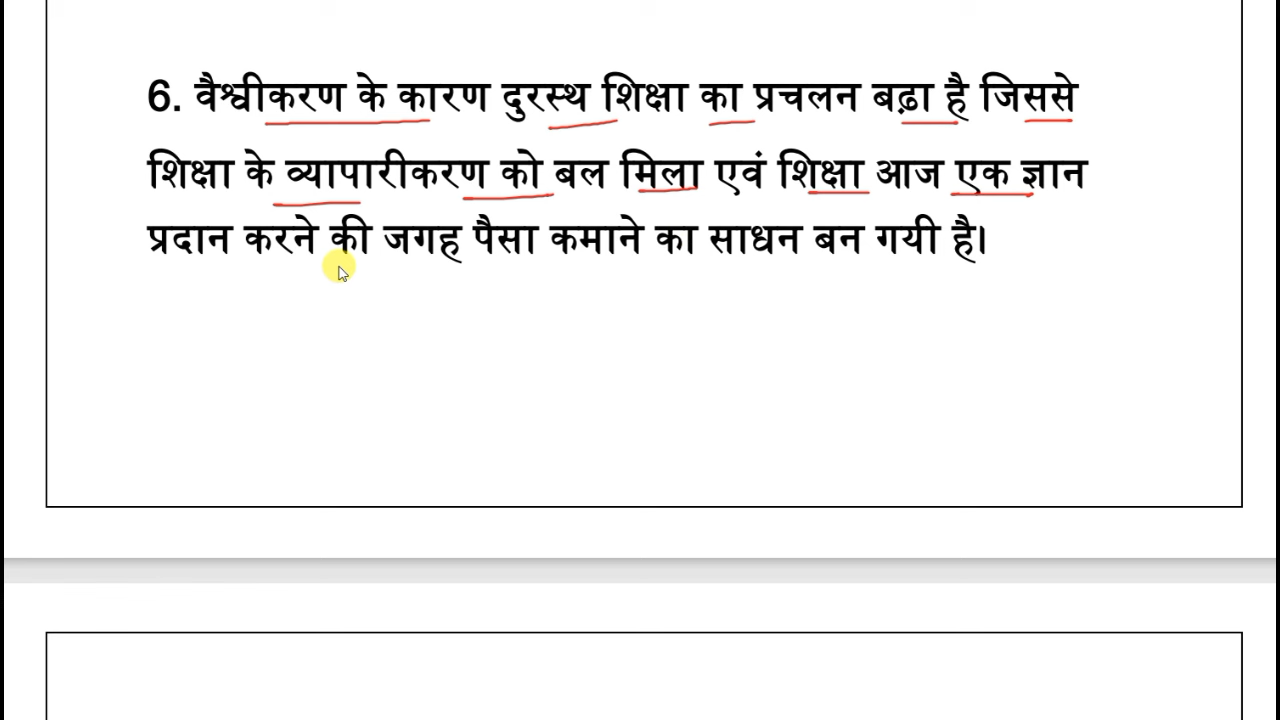 6. वैश्वीकरण के कारण दुरस्थ शिक्षा का प्रचलन बढ़ा है जिससे
शिक्षा के व्यापारीकरण को बल मिला एवं शिक्षा आज एक ज्ञान
प्रदान करने की जगह पैसा कमाने का साधन बन गयी है।